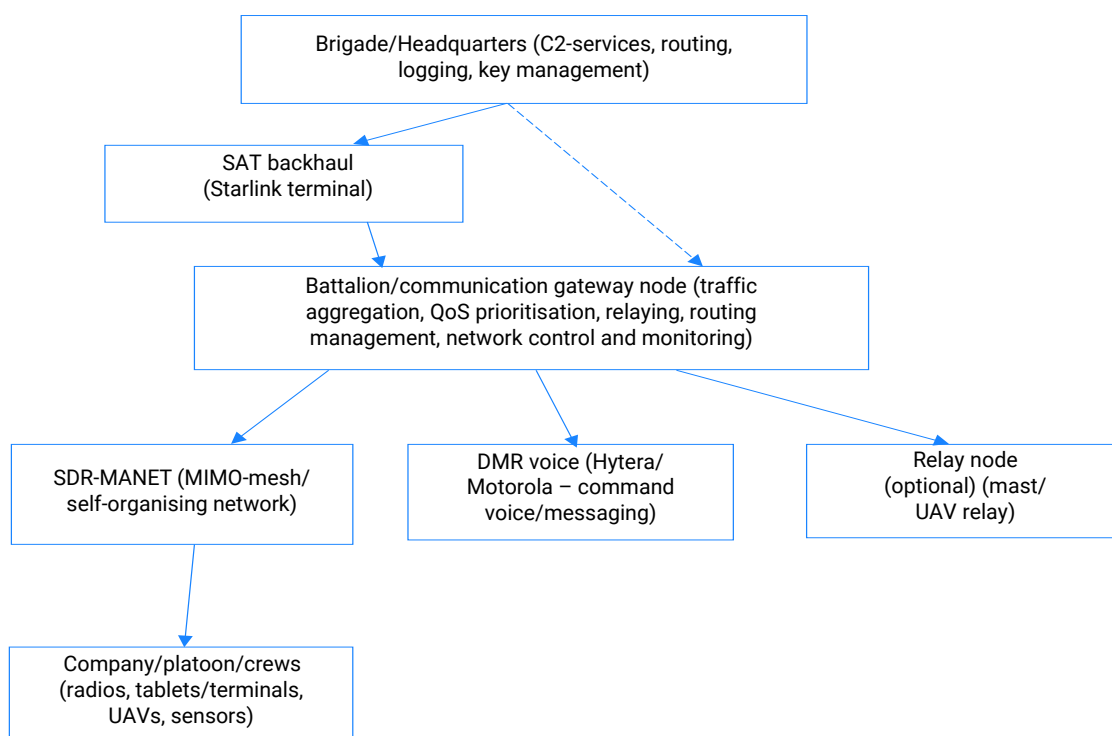 Brigade/Headquarters (C2-services, routing,
logging, key management)
SAT backhaul
(Starlink terminal)
Battalion/communication gateway node (traffic
aggregation, QoS prioritisation, relaying, routing
management, network control and monitoring)
SDR-MANET (MIMO-mesh/
self-organising network)
DMR voice (Hytera/
Motorola – command
voice/messaging)
Relay node
(optional) (mast/
UAV relay)
Company/platoon/crews
(radios, tablets/terminals,
UAVs, sensors)